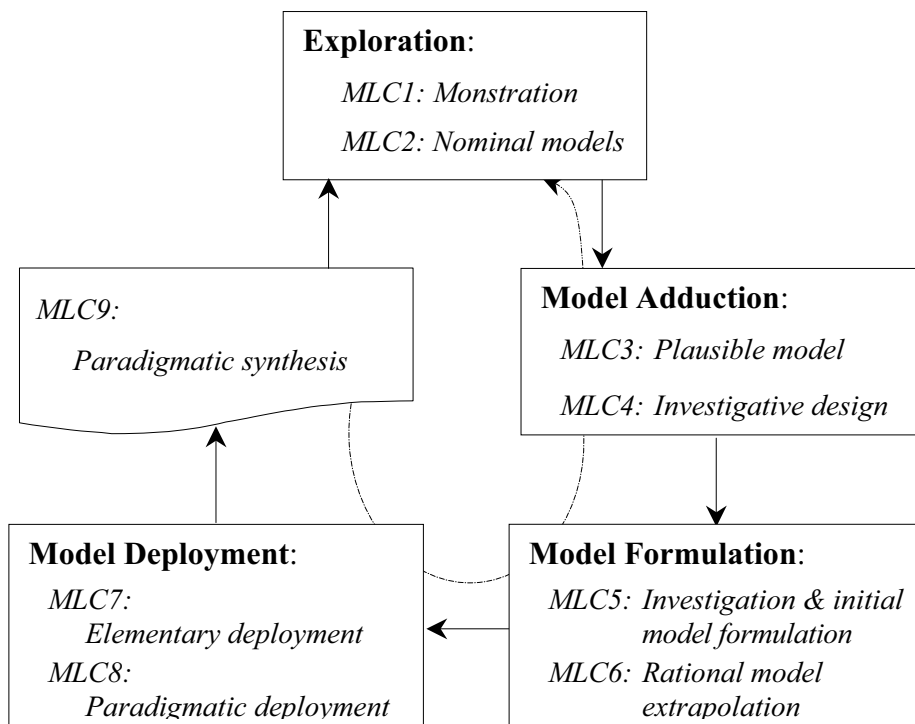 Exploration:
MLC1: Monstration
MLC2: Nominal models
MLC9:
Paradigmatic synthesis
Model Adduction:
MLC3: Plausible model
MLC4: Investigative design
Model Deployment:
MLC7:
Elementary deployment
MLC8:
Paradigmatic deployment
Model Formulation:
MLC5: Investigation & initial
model formulation
MLC6: Rational model
extrapolation